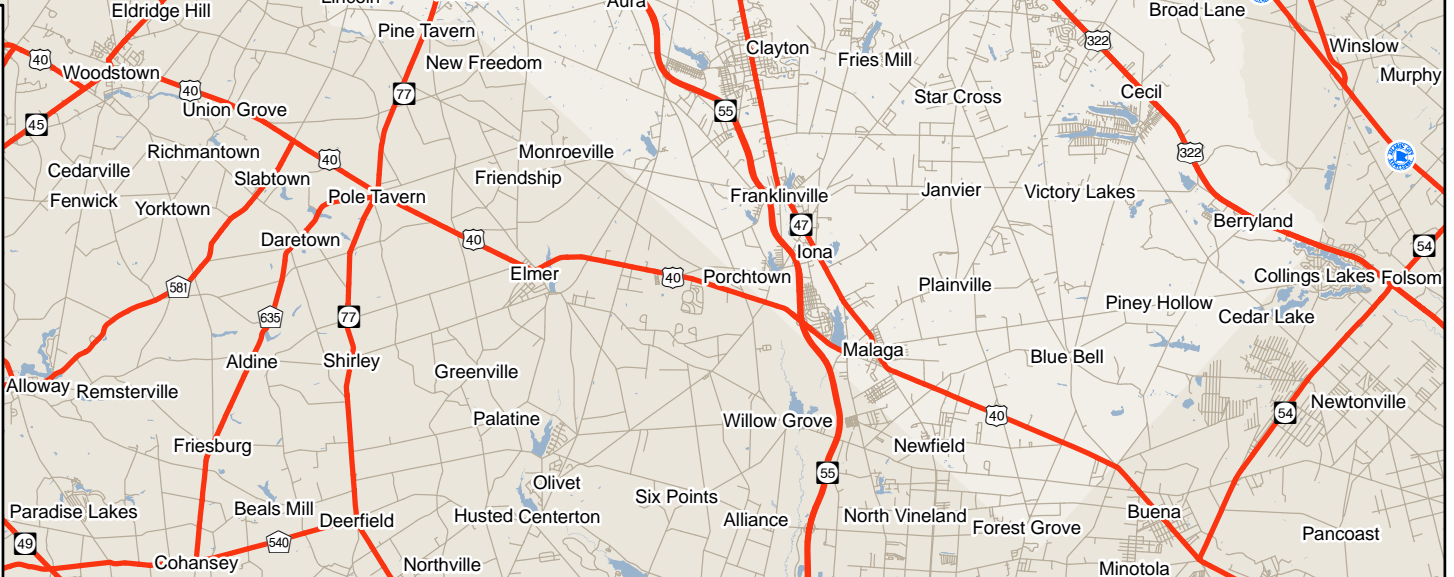 Lincoln
Aura
Eldridge Hill
Broad Lane
Pine Tavern
322
Clayton
Winslow
40
New Freedom
Fries Mill
Woodstown
Murphy
40
77
Star Cross
Cecil
Union Grove
55
45
Richmantown
40
Monroeville
322
Cedarville
Slabtown
Friendship
Fenwick
Yorktown
Pole Tavern
Franklinville
Janvier
Victory Lakes
47
Berryland
Daretown
40
Iona
54
Elmer
40
Porchtown
Collings Lakes
Folsom
581
Plainville
Piney Hollow
635
77
Cedar Lake
Aldine
Shirley
Malaga
Blue Bell
Alloway
Remsterville
Greenville
Newtonville
Palatine
Willow Grove
40
54
Friesburg
Newfield
55
Olivet
Six Points
Paradise Lakes
Beals Mill
Deerfield
Husted
Centerton
Alliance
North Vineland
Forest Grove
Buena
Pancoast
49
540
Cohansey
Northville
Minotola